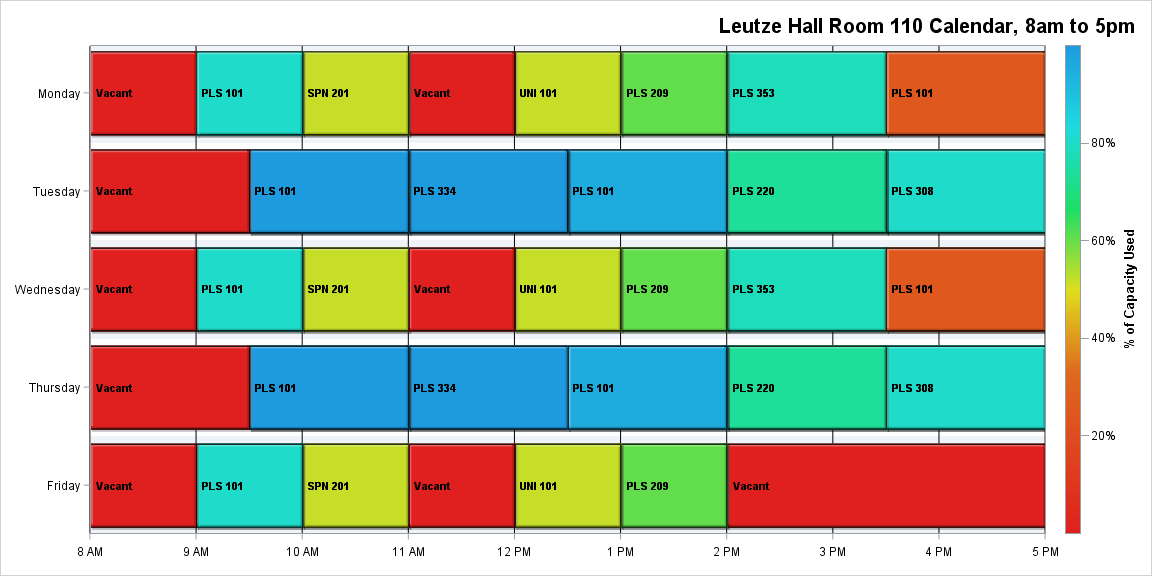 Leutze Hall Room 110 Calendar, 8am to 5pm
Monday
Vacant
PLS 101
SPN 201
Vacant
UNI 101
PLS 209
PLS 353
PLS 101
Tuesday
Vacant
PLS 101
PLS 334
PLS 101
PLS 220
PLS 308
Wednesday
Vacant
PLS 101
SPN 201
Vacant
UNI 101
PLS 209
PLS 353
PLS 101
Thursday
Vacant
PLS 101
PLS 334
PLS 101
PLS 220
PLS 308
Friday
Vacant
PLS 101
SPN 201
Vacant
UNI 101
PLS 209
Vacant
8 AM
9 AM
10 AM
11 AM
12 PM
1 PM
2 PM
3 PM
4 PM
5 PM
80%
60%
40%
20%
% of Capacity Used